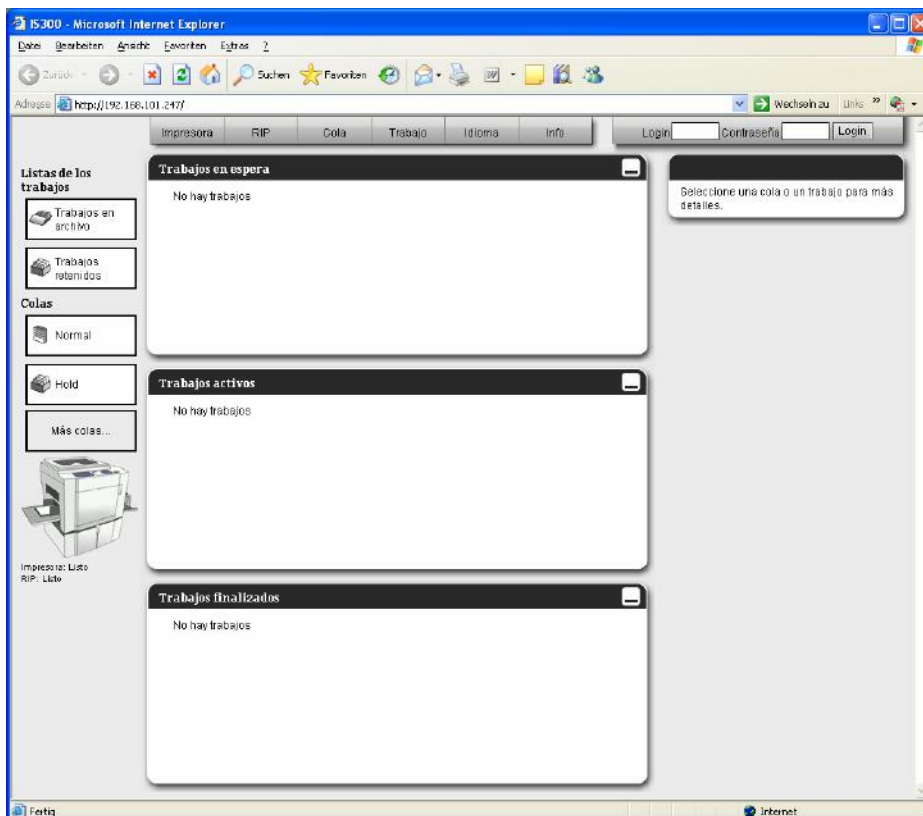 IS300 - Microsoft Internet Explorer
Datei Bearbeiten Ansicht Favoriten Extras ?
Zurück Suchen Favoriten
Adresse http://192.168.101.247/ Wechseln zu Links »
Impresora RIP Cola Trabajo Idioma Info Login Contraseña Login
Listas de los
trabajos
Trabajos en
archivo
Trabajos
retenidos
Colas
Normal
Hold
Más colas...
Impresora: Listo
RIP: Listo
Trabajos en espera
No hay trabajos
Trabajos activos
No hay trabajos
Trabajos finalizados
No hay trabajos
Seleccione una cola o un trabajo para más
detalles.
Fertig Internet